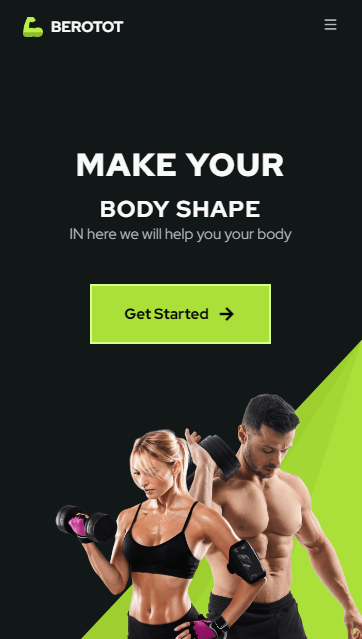 BEROTOT
MAKE YOUR
BODY SHAPE
IN here we will help you your body
Get Started